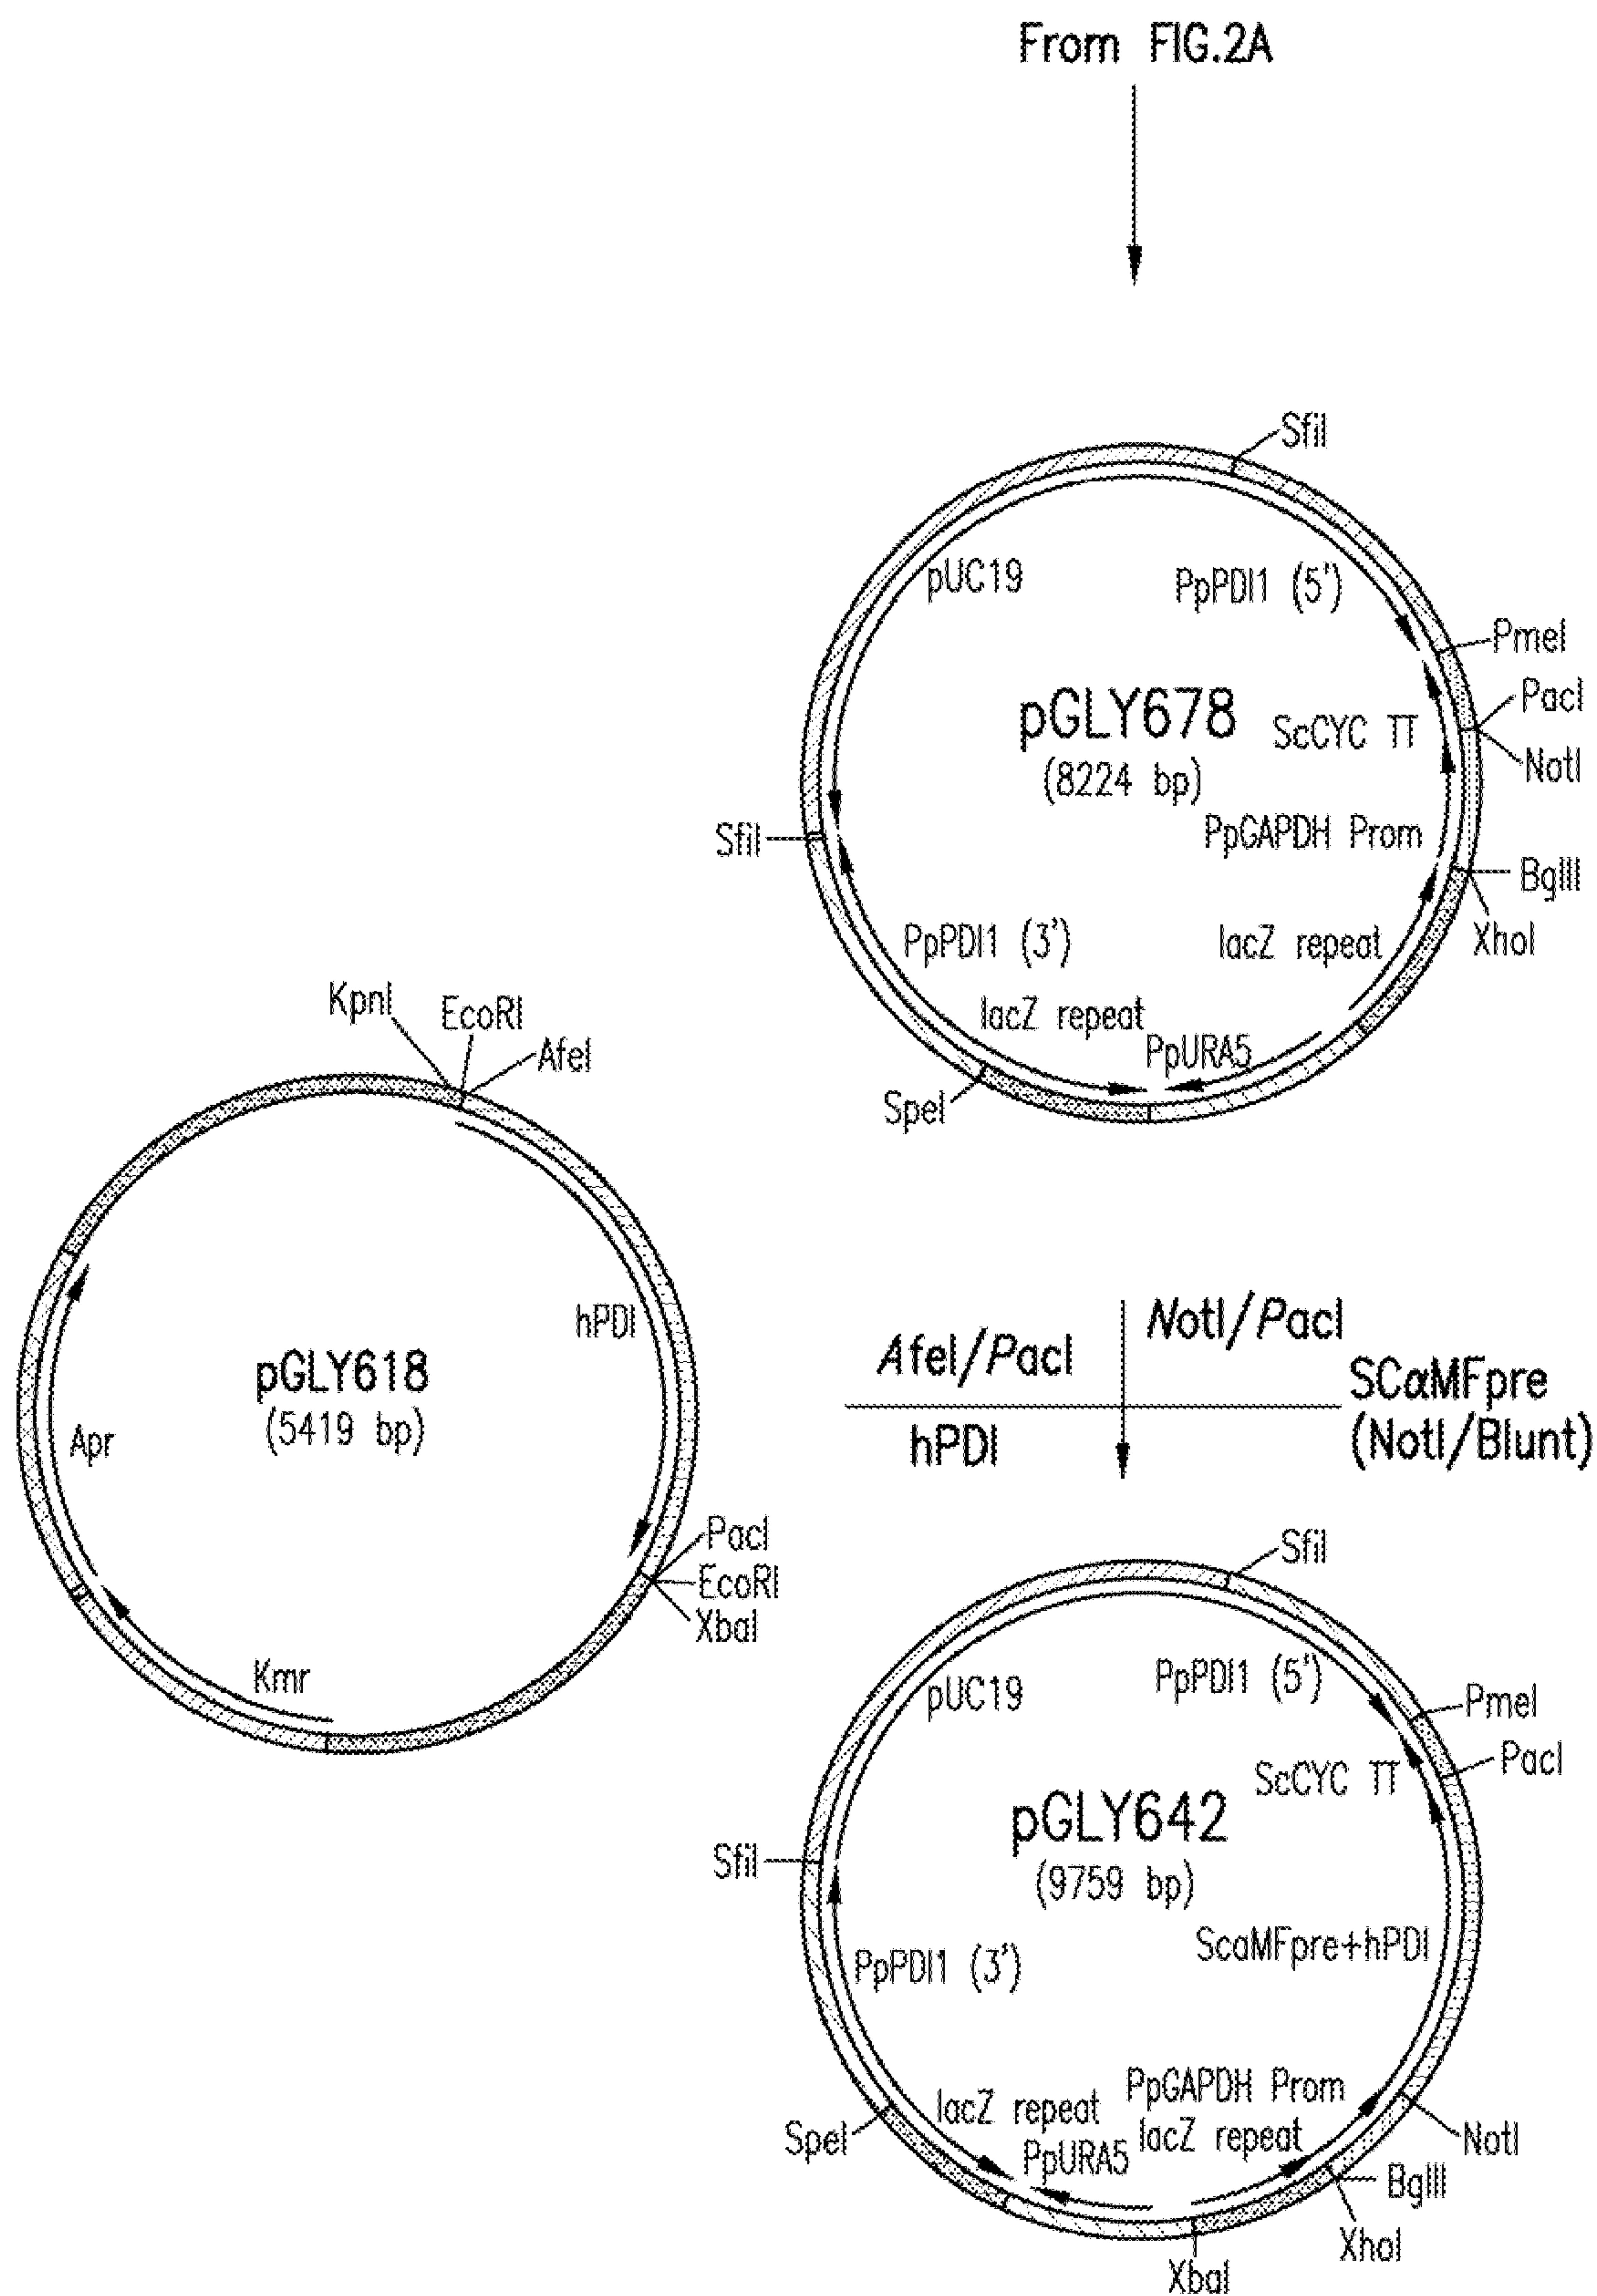 From FIG.2A
SfiI
pUC19
PpPDI1 (5')
PmeI
PacI
pGLY678
ScCYC TT
(8224 bp)
NotI
SfiI
PpGAPDH Prom
BglII
PpPDI1 (3')
lacZ repeat
XhoI
lacZ repeat
PpURA5
SpeI
KpnI
EcoRI
AfeI
hPDI
pGLY618
(5419 bp)
Apr
PacI
EcoRI
XbaI
Kmr
NotI/PacI
AfeI/PacI
hPDI
SCαMFpre
(NotI/Blunt)
SfiI
pUC19
PpPDI1 (5')
PmeI
PacI
ScCYC TT
pGLY642
(9759 bp)
SfiI
ScaMFpre+hPDI
PpPDI1 (3')
PpGAPDH Prom
lacZ repeat
lacZ repeat
SpeI
PpURA5
NotI
BglII
XhoI
XbaI